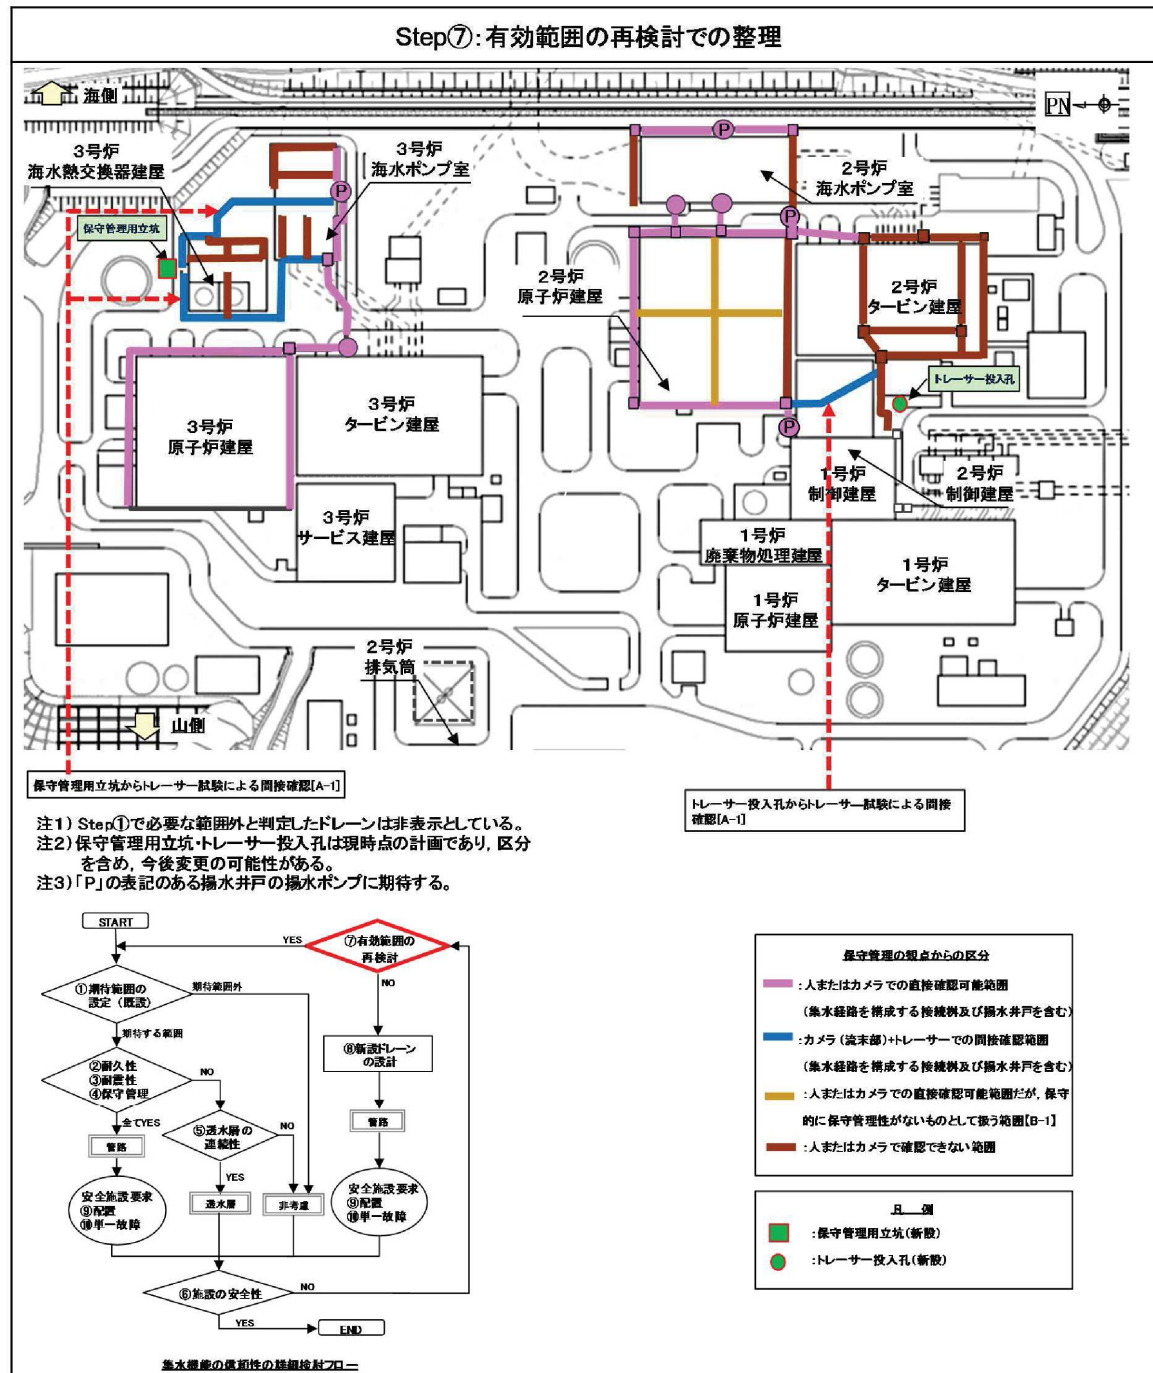 Step⑦：有効範囲の再検討での整理
海側
PN
3号炉
海水熱交換器建屋
3号炉
海水ポンプ室
2号炉
海水ポンプ室
保守管理用立坑
P
P
P
P
2号炉
原子炉建屋
2号炉
タービン建屋
トレーサー投入孔
3号炉
原子炉建屋
3号炉
タービン建屋
3号炉
サービス建屋
1号炉
制御建屋
2号炉
制御建屋
1号炉
廃棄物処理建屋
1号炉
タービン建屋
1号炉
原子炉建屋
2号炉
排気筒
山側
保守管理用立坑からトレーサー試験による間接確認[A-1]
トレーサー投入孔からトレーサー試験による間接
確認[A-1]
注1）Step①で必要な範囲外と判定したドレーンは非表示としている。
注2）保守管理用立坑・トレーサー投入孔は現時点の計画であり，区分
を含め，今後変更の可能性がある。
注3）「P」の表記のある揚水井戸の揚水ポンプに期待する。
START
YES
⑦有効範囲の
再検討
①期待範囲の
設定（既設）
期待範囲外
NO
期待する範囲
⑧新設ドレーン
の設計
②耐久性
③耐震性
④保守管理
NO
全てYES
⑤透水層の
連続性
NO
管路
管路
YES
安全施設要求
⑨配置
⑩単一故障
透水層
非考慮
安全施設要求
⑨配置
⑩単一故障
⑥施設の安全性
NO
YES
END
集水機能の信頼性の詳細検討フロー
保守管理の観点からの区分
：人またはカメラでの直接確認可能範囲
（集水経路を構成する接続桝及び揚水井戸を含む）
：カメラ（流末部）+トレーサーでの間接確認範囲
（集水経路を構成する接続桝及び揚水井戸を含む）
：人またはカメラでの直接確認可能範囲だが，保守
的に保守管理性がないものとして扱う範囲【B-1】
：人またはカメラで確認できない範囲
凡　例
：保守管理用立坑（新設）
：トレーサー投入孔（新設）